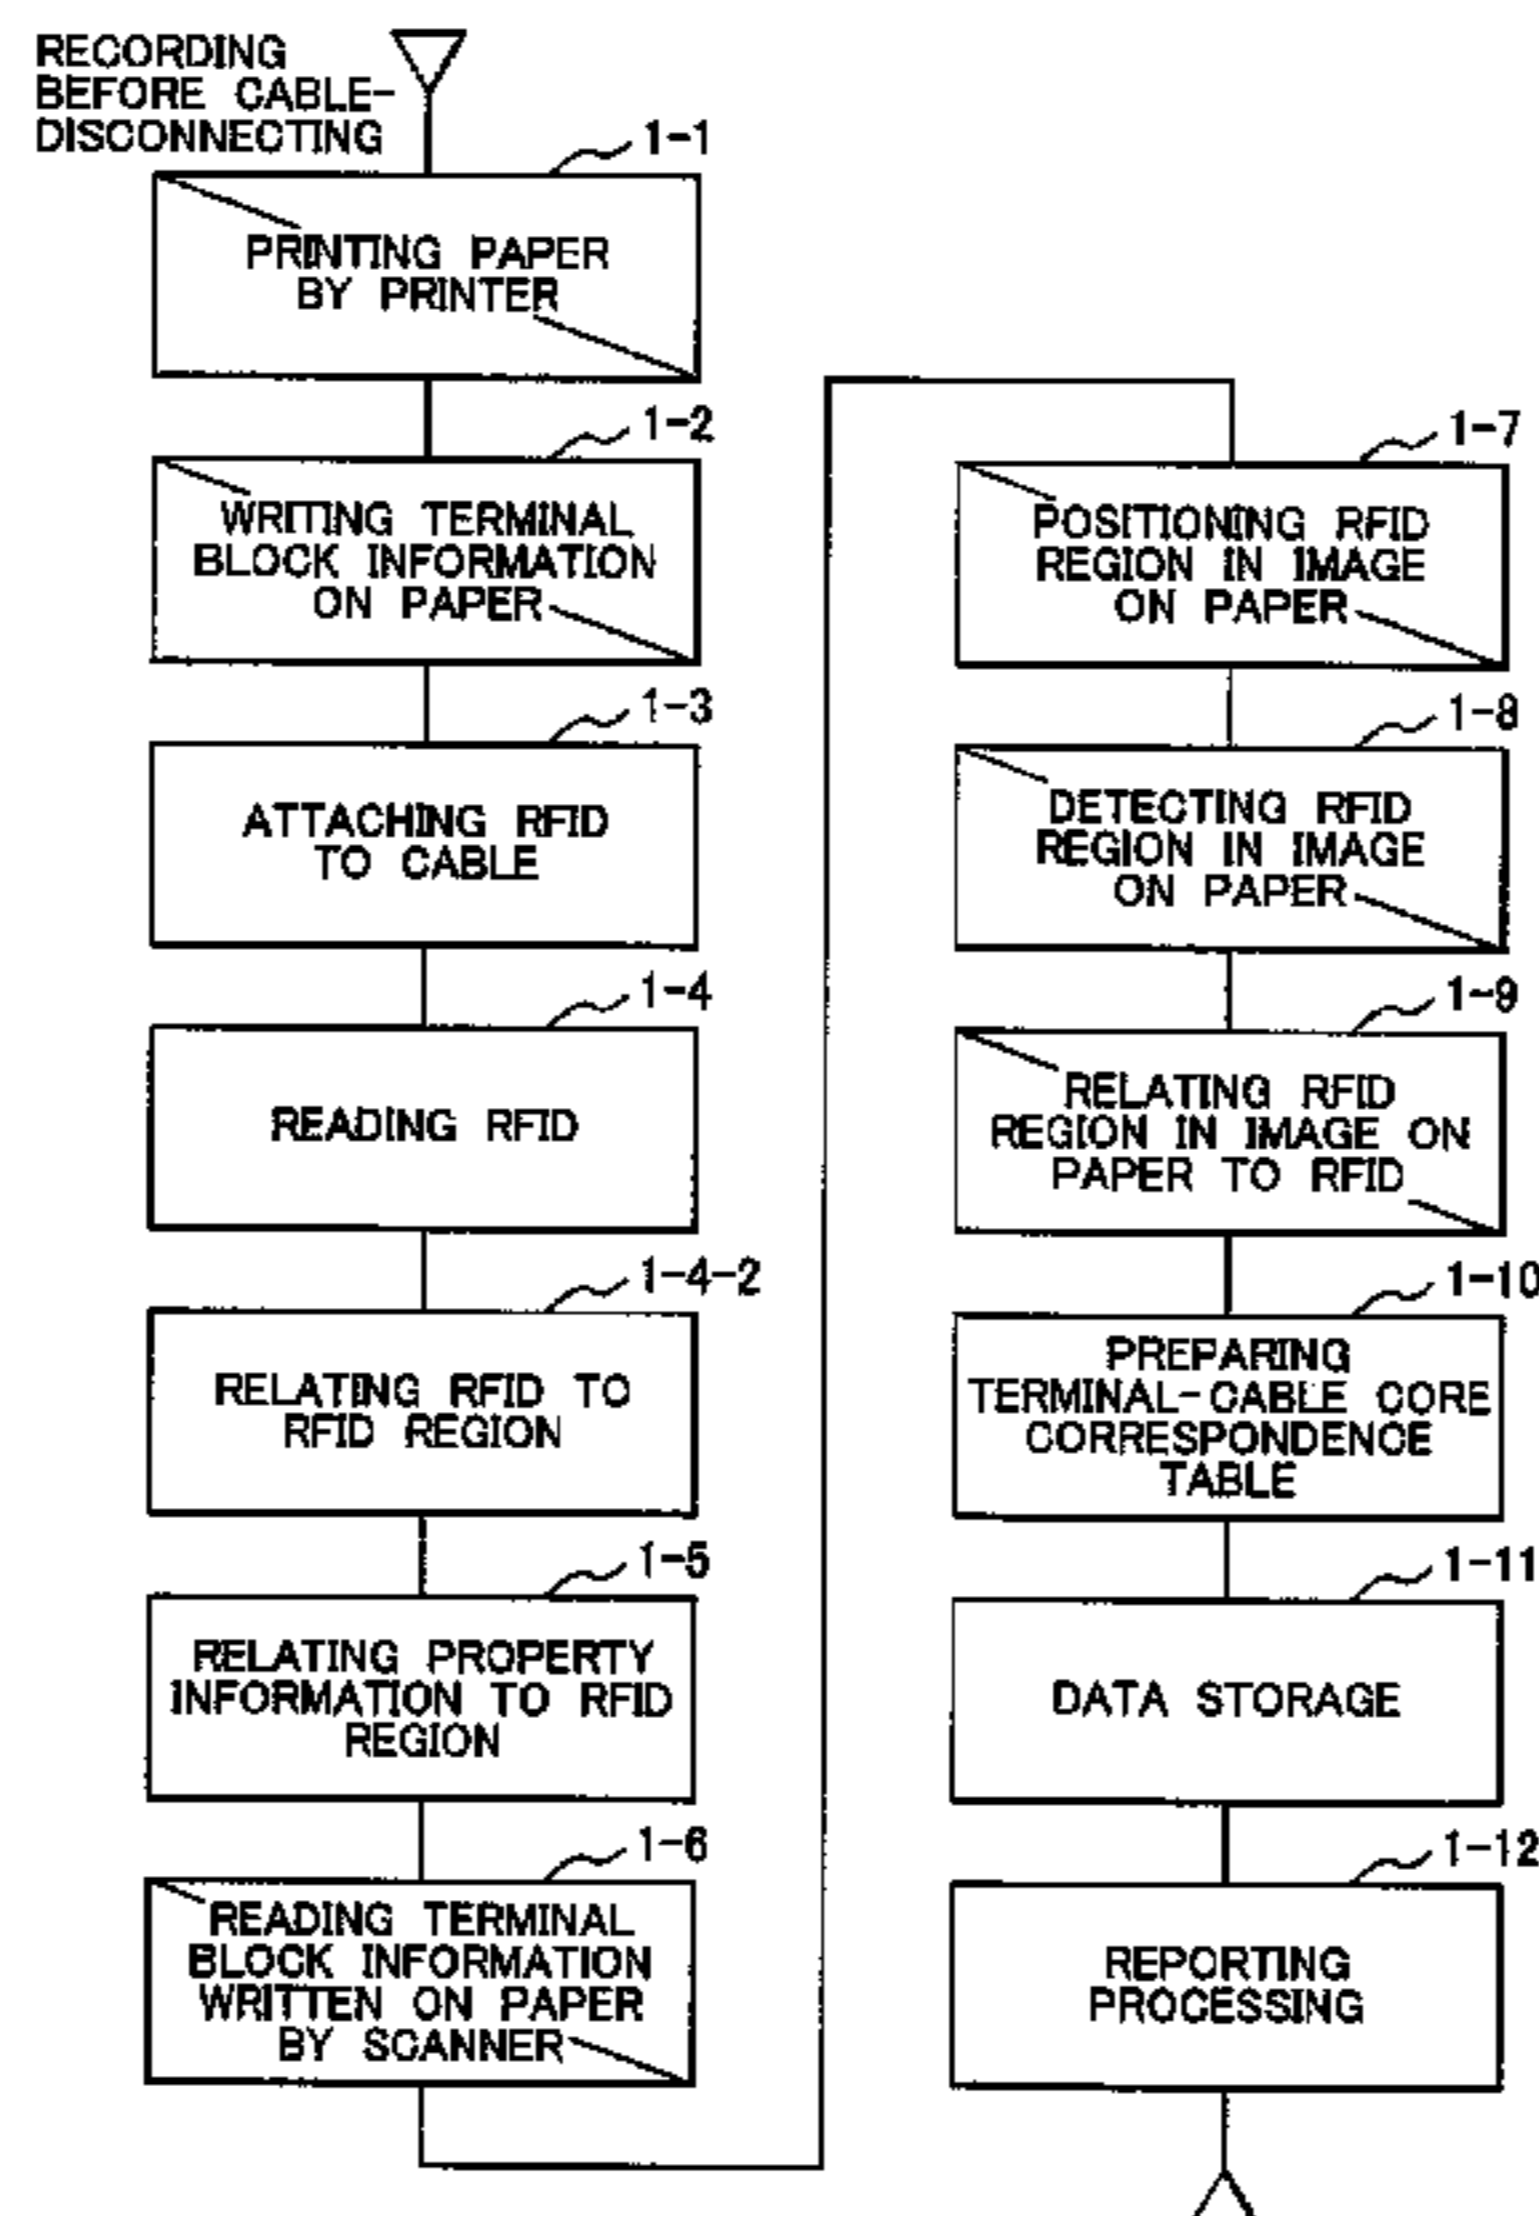 RECORDING
BEFORE CABLE-
DISCONNECTING
1-1
PRINTING PAPER
BY PRINTER
1-2
WRITING TERMINAL
BLOCK INFORMATION
ON PAPER
1-3
ATTACHING RFID
TO CABLE
1-4
READING RFID
1-4-2
RELATING RFID TO
RFID REGION
1-5
RELATING PROPERTY
INFORMATION TO RFID
REGION
1-6
READING TERMINAL
BLOCK INFORMATION
WRITTEN ON PAPER
BY SCANNER
1-7
POSITIONING RFID
REGION IN IMAGE
ON PAPER
1-8
DETECTING RFID
REGION IN IMAGE
ON PAPER
1-9
RELATING RFID
REGION IN IMAGE ON
PAPER TO RFID
1-10
PREPARING
TERMINAL-CABLE CORE
CORRESPONDENCE
TABLE
1-11
DATA STORAGE
1-12
REPORTING
PROCESSING